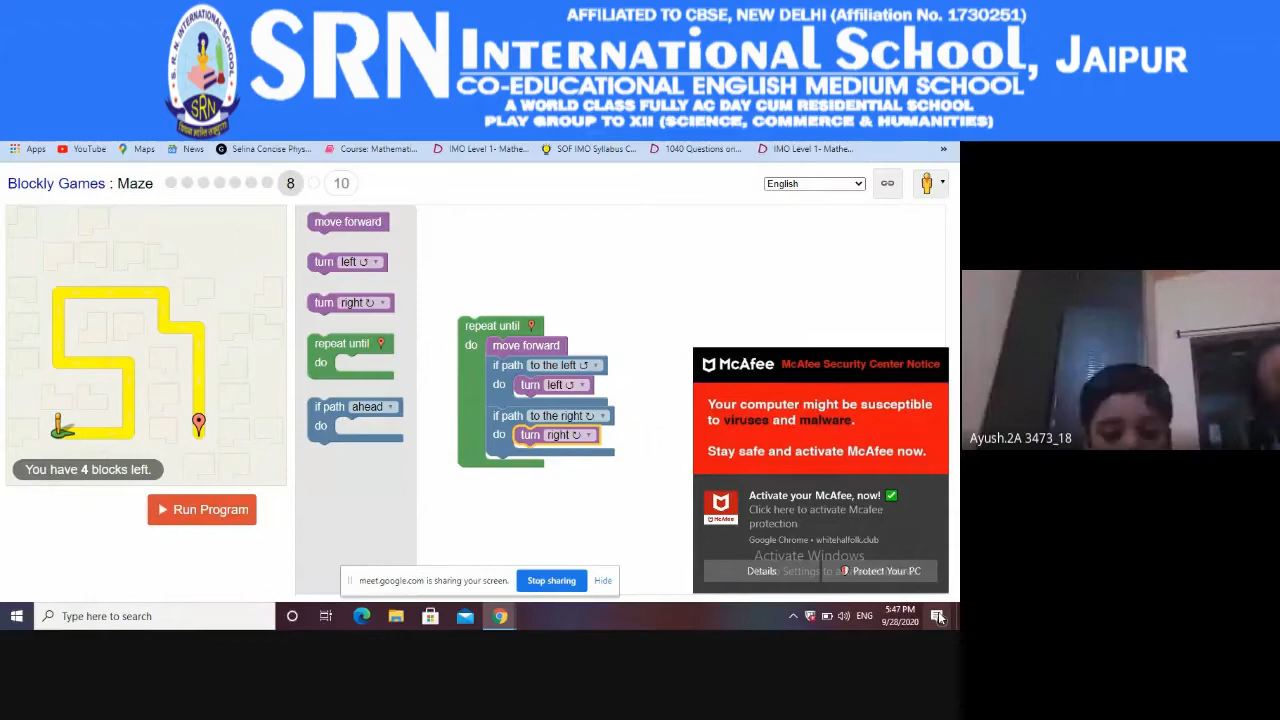 AFFILIATED TO CBSE, NEW DELHI (Affiliation No. 1730251)
SRN INTERNATIONAL SCHOOL, JAIPUR
CO-EDUCATIONAL ENGLISH MEDIUM SCHOOL
A WORLD CLASS FULLY AC DAY CUM RESIDENTIAL SCHOOL
PLAY GROUP TO XII (SCIENCE, COMMERCE & HUMANITIES)
S. R. N. INTERNATIONAL SCHOOL
SRN
Apps YouTube Maps News Selina Concise Phys... Course: Mathemati... IMO Level 1- Mathe... SOF IMO Syllabus C... 1040 Questions on... IMO Level 1- Mathe... »
Blockly Games : Maze 8 10 English
move forward
turn left ↺
turn right ↻
repeat until
do
if path ahead
do
repeat until
do move forward
if path to the left ↺
do turn left ↺
if path to the right ↻
do turn right ↻
You have 4 blocks left.
Run Program
McAfee McAfee Security Center Notice
Your computer might be susceptible
to viruses and malware.
Stay safe and activate McAfee now.
Activate your McAfee, now!
Click here to activate Mcafee
protection
Google Chrome • whitehalfolk.club
Activate Windows
Details Protect Your PC
meet.google.com is sharing your screen. Stop sharing Hide
Type here to search
ENG
5:47 PM
9/28/2020
Ayush.2A 3473_18